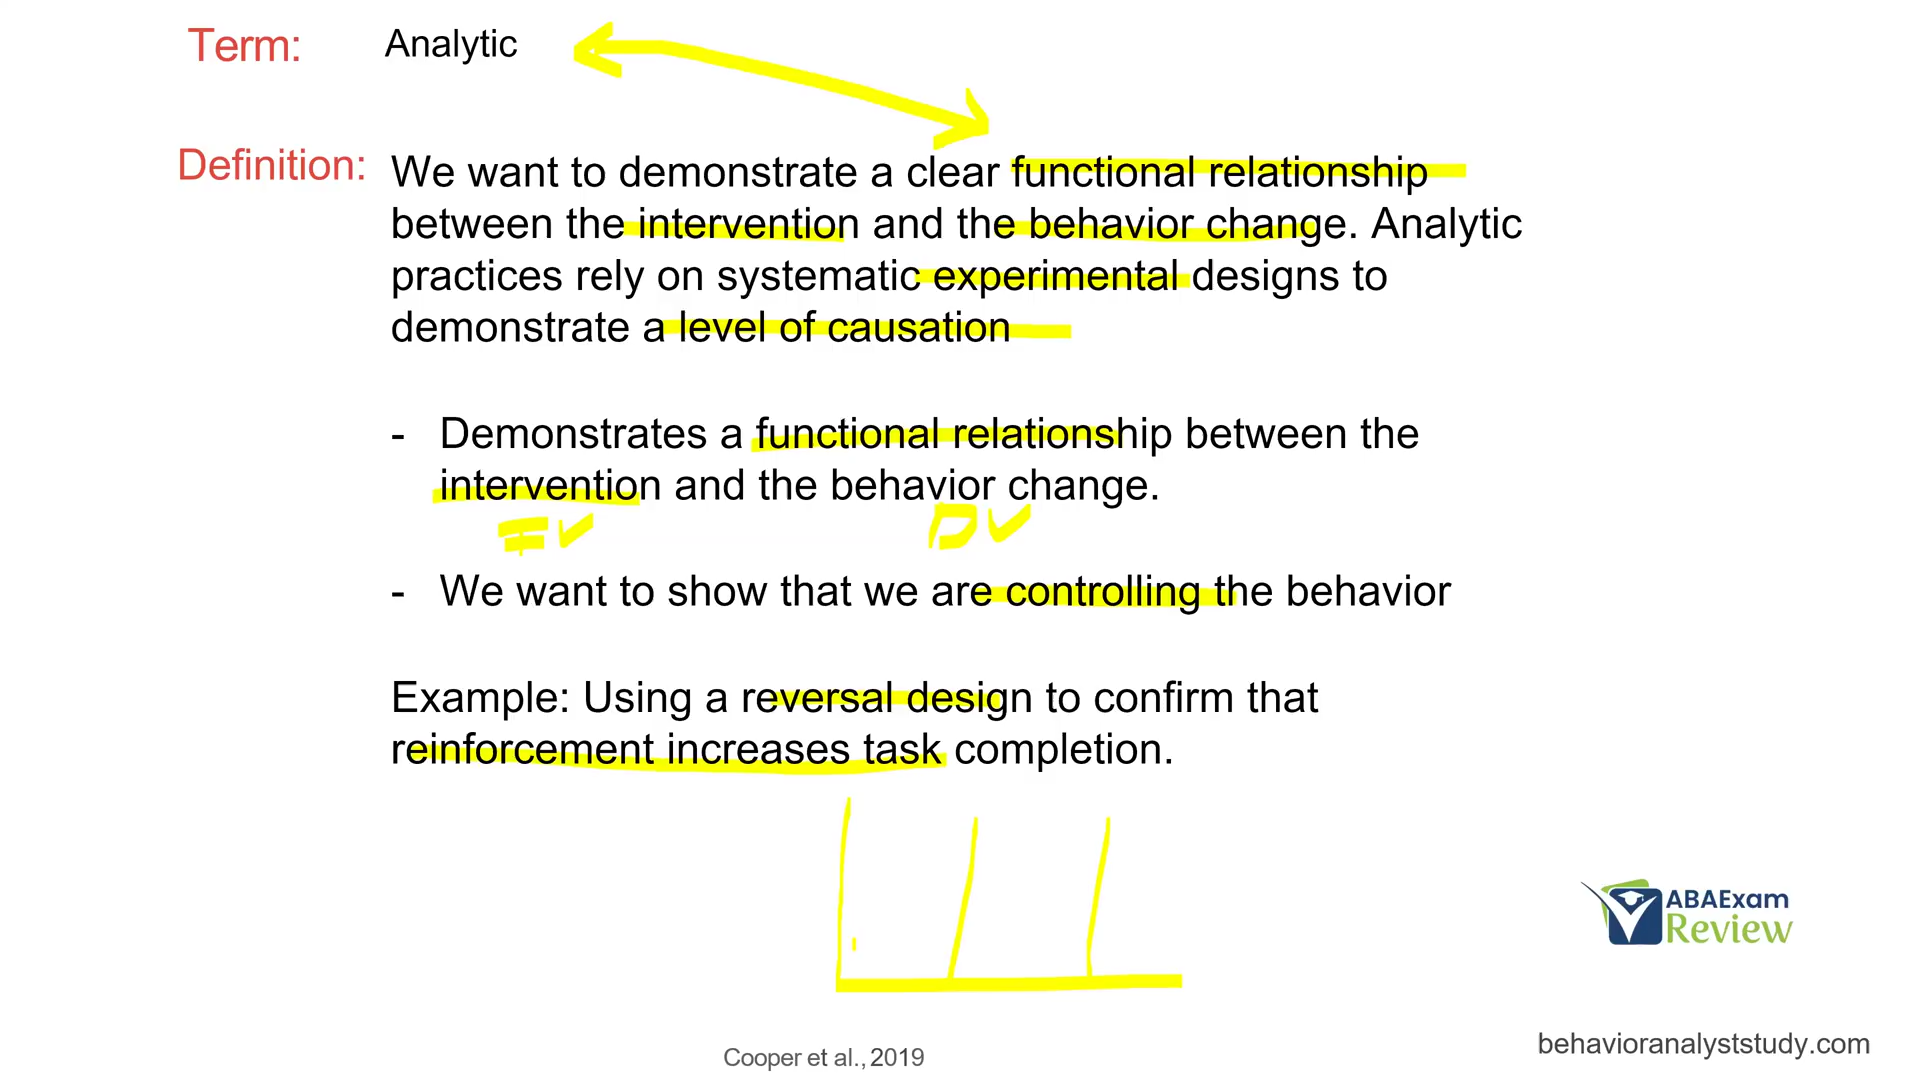 Term: Analytic
Definition: We want to demonstrate a clear functional relationship
between the intervention and the behavior change. Analytic
practices rely on systematic experimental designs to
demonstrate a level of causation
- Demonstrates a functional relationship between the
intervention and the behavior change.
IV DV
- We want to show that we are controlling the behavior
Example: Using a reversal design to confirm that
reinforcement increases task completion.
ABAExam
Review
Cooper et al., 2019
behavioranalyststudy.com